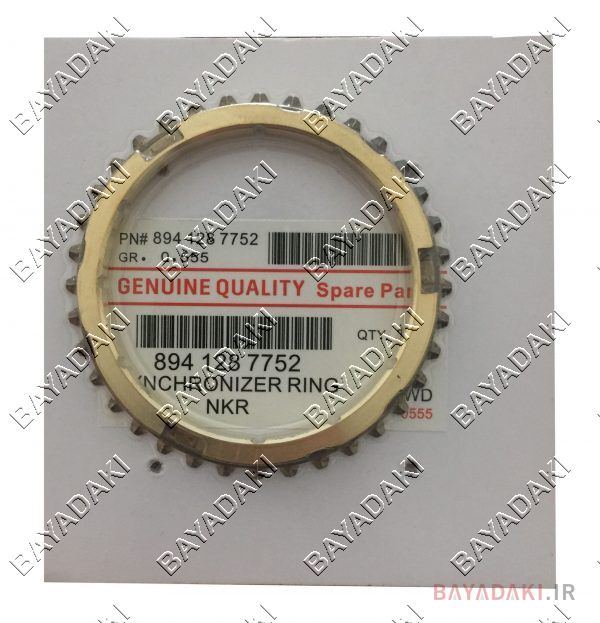 PN# 894 128 7752
GR. 0.555
GENUINE QUALITY Spare Par
894 128 7752
QTY
YNCHRONIZER RING
NKR
WD
0555
BAYADAKI
BAYADAKI.IR